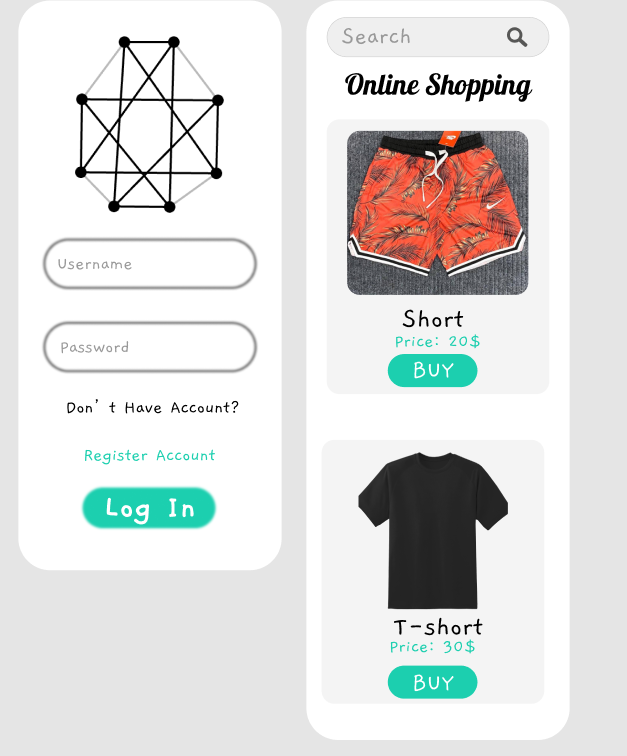 Username
Password
Don't Have Account?
Register Account
Log In
Search
Online Shopping
Short
Price: 20$
BUY
T-short
Price: 30$
BUY